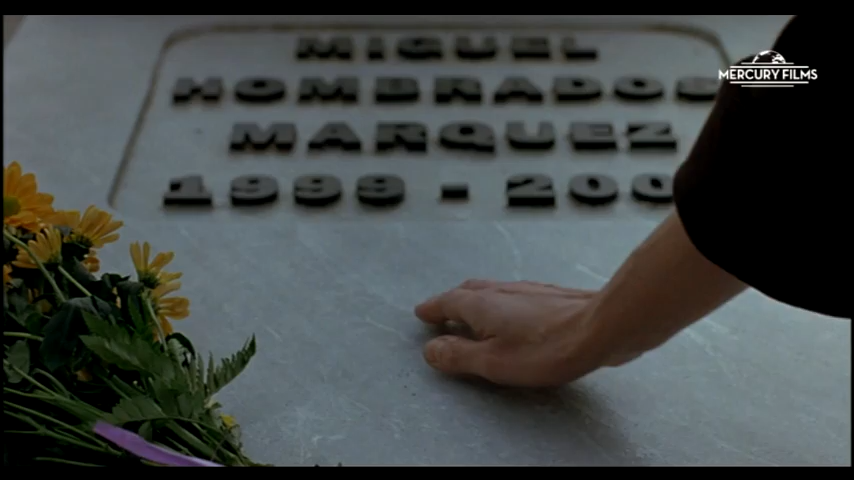 MIGUEL
HOMBRADOS
MARQUEZ
1999 - 200
MERCURY FILMS